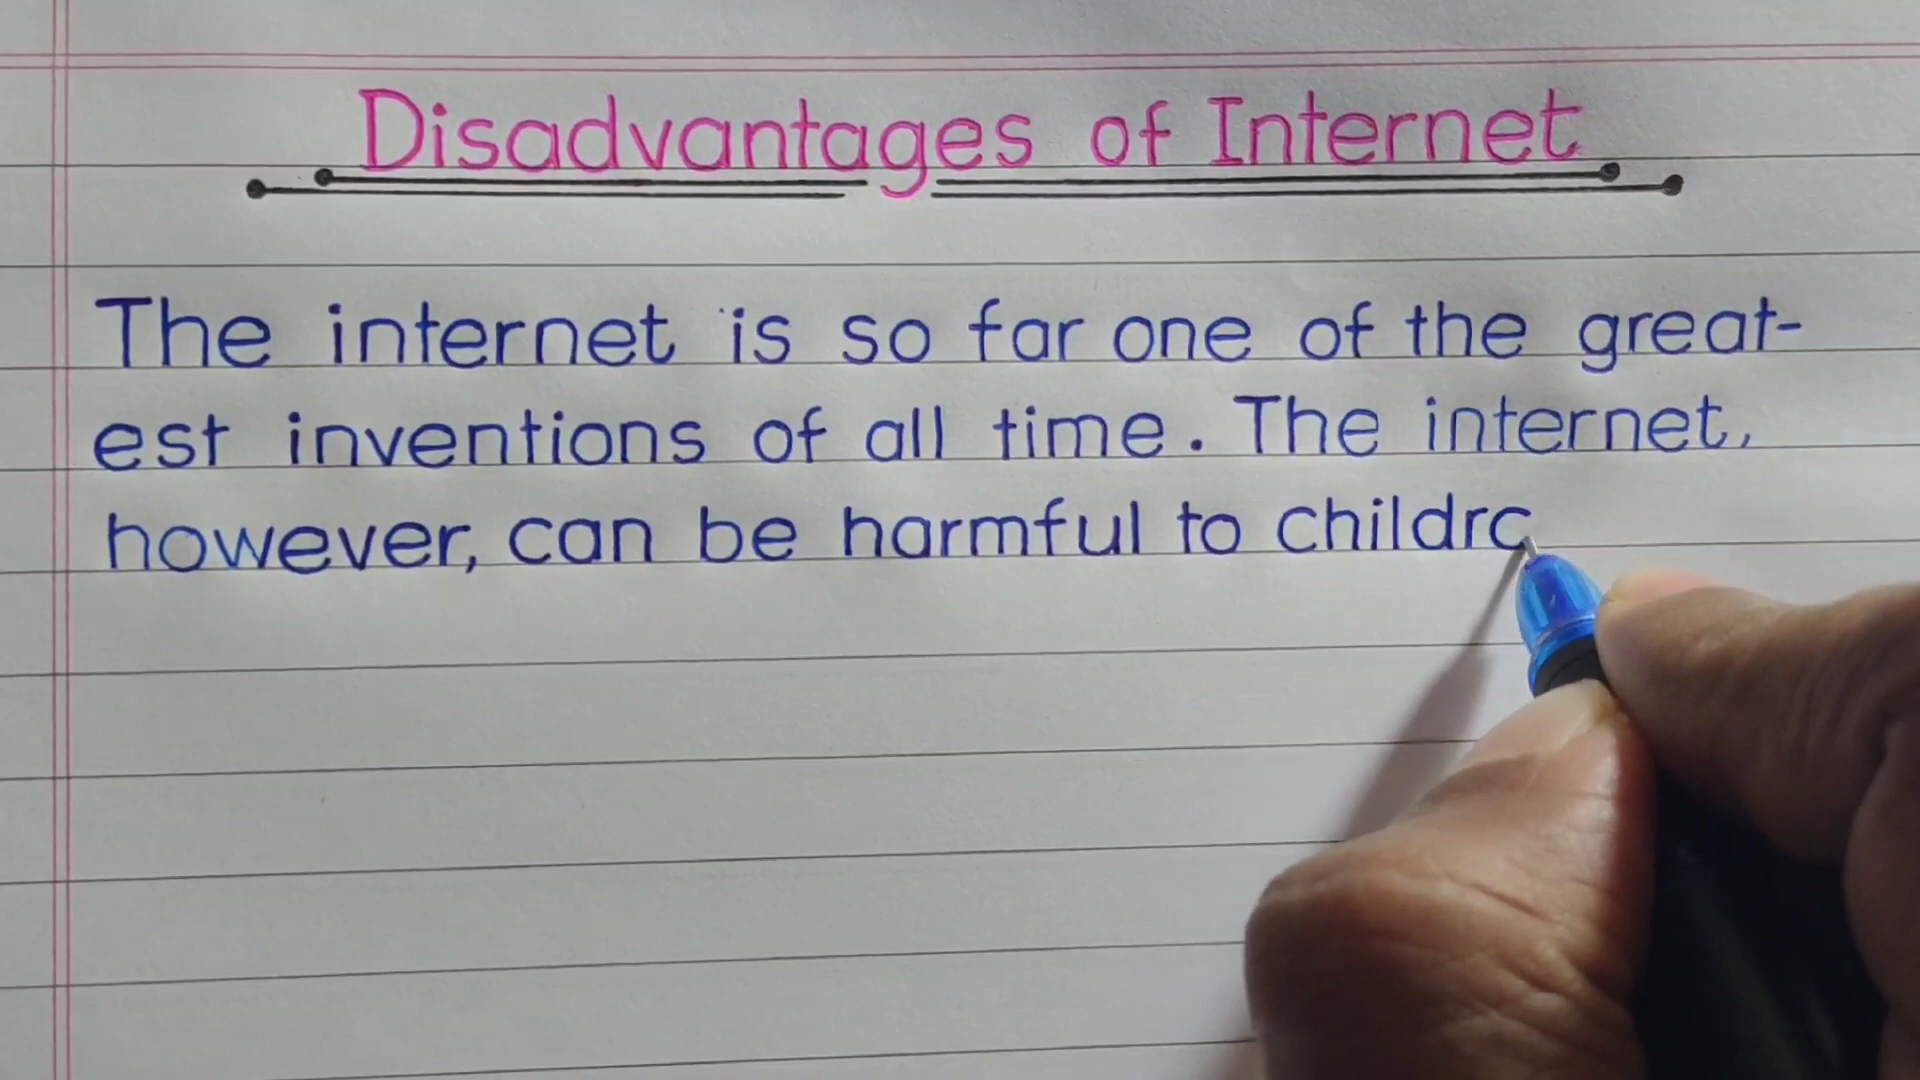 Disadvantages of Internet
The internet is so far one of the great-
est inventions of all time. The internet,
however, can be harmful to childrc